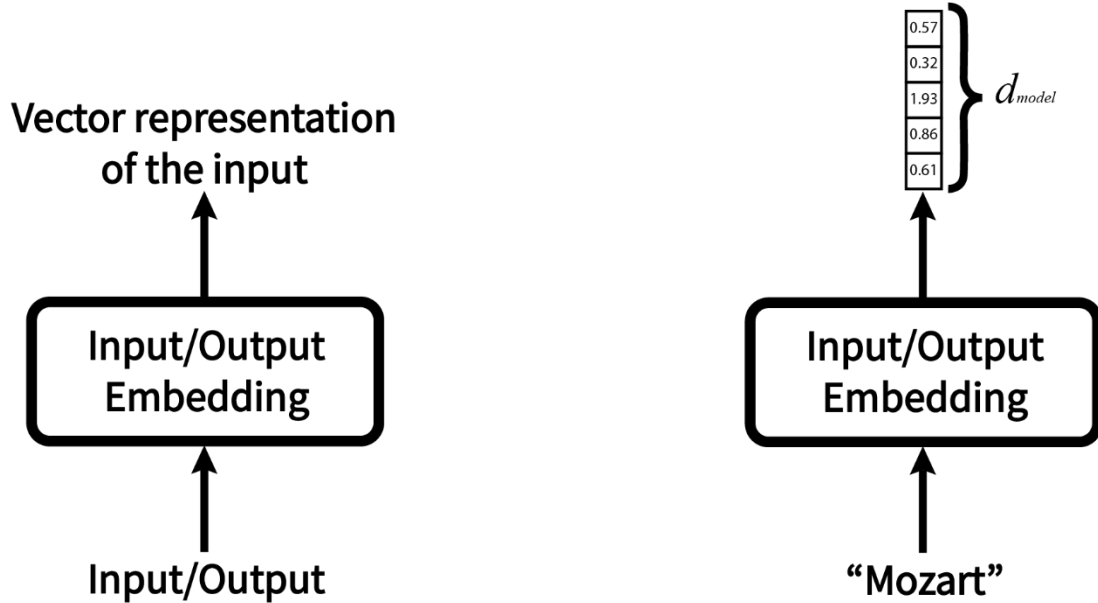 Vector representation
of the input
Input/Output
Embedding
Input/Output
0.57
0.32
1.93
0.86
0.61
d model
Input/Output
Embedding
“Mozart”